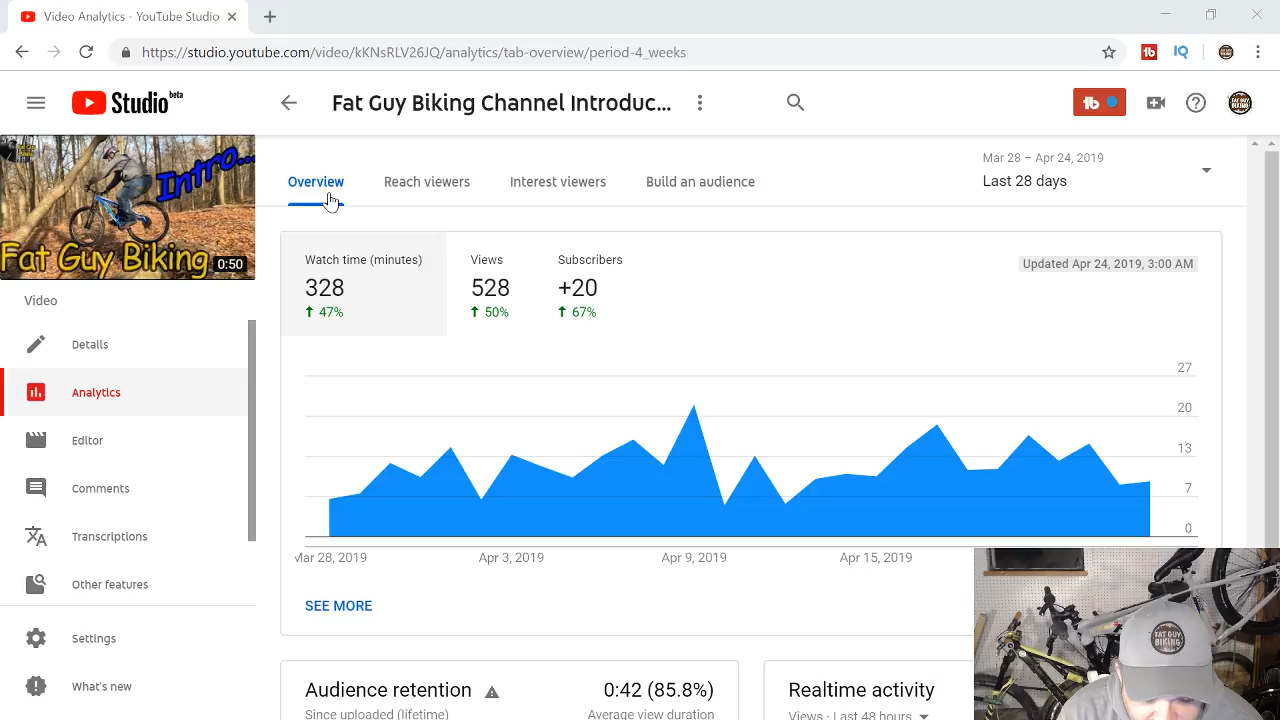 Video Analytics - YouTube Studio
https://studio.youtube.com/video/kKNsRLV26JQ/analytics/tab-overview/period-4_weeks
tb
IQ
Studio beta
Fat Guy Biking Channel Introduc...
tb
Intro...
Fat Guy Biking
0:50
Overview
Reach viewers
Interest viewers
Build an audience
Mar 28 – Apr 24, 2019
Last 28 days
Watch time (minutes)
328
47%
Views
528
50%
Subscribers
+20
67%
Updated Apr 24, 2019, 3:00 AM
27
20
13
7
0
Mar 28, 2019
Apr 3, 2019
Apr 9, 2019
Apr 15, 2019
SEE MORE
Video
Details
Analytics
Editor
Comments
Transcriptions
Other features
Settings
What's new
Audience retention
0:42 (85.8%)
Since uploaded (lifetime)
Average view duration
Realtime activity
Views · Last 48 hours
FAT GUY
BIKING